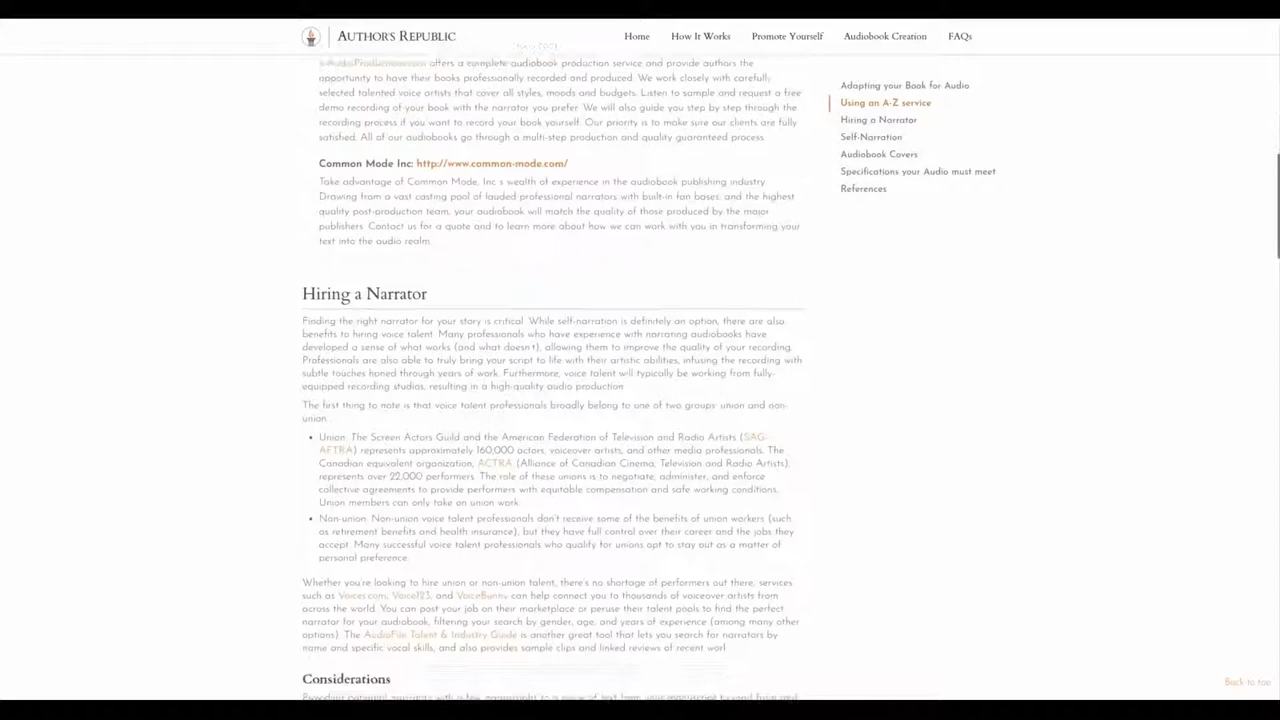 AUTHOR'S REPUBLIC
Home
How It Works
Promote Yourself
Audiobook Creation
FAQs
offers a complete audiobook production service and provide authors the
opportunity to have their books professionally recorded and produced. We work closely with carefully
selected talented voice artists that cover all styles, moods and budgets. Listen to sample and request a free
demo recording of your book with the narrator you prefer. We will also guide you step by step through the
recording process if you want to record your book yourself. Our priority is to make sure our clients are fully
satisfied. All of our audiobooks go through a multi-step production and quality guaranteed process.
Common Mode Inc: http://www.common-mode.com/
Take advantage of Common Mode, Inc s wealth of experience in the audiobook publishing industry.
Drawing from a vast casting pool of lauded professional narrators with built-in fan bases, and the highest
quality post-production team, your audiobook will match the quality of those produced by the major
publishers. Contact us for a quote and to learn more about how we can work with you in transforming your
text into the audio realm.
Adapting your Book for Audio
Using an A-Z service
Hiring a Narrator
Self-Narration
Audiobook Covers
Specifications your Audio must meet
References
Hiring a Narrator
Finding the right narrator for your story is critical. While self-narration is definitely an option, there are also
benefits to hiring voice talent. Many professionals who have experience with narrating audiobooks have
developed a sense of what works (and what doesn't), allowing them to improve the quality of your recording.
Professionals are also able to truly bring your script to life with their artistic abilities, infusing the recording with
subtle touches honed through years of work. Furthermore, voice talent will typically be working from fully-
equipped recording studios, resulting in a high-quality audio production.
The first thing to note is that voice talent professionals broadly belong to one of two groups: union and non-
union.
• Union: The Screen Actors Guild and the American Federation of Television and Radio Artists (SAG-
AFTRA) represents approximately 160,000 actors, voiceover artists, and other media professionals. The
Canadian equivalent organization, ACTRA (Alliance of Canadian Cinema, Television and Radio Artists),
represents over 22,000 performers. The role of these unions is to negotiate, administer, and enforce
collective agreements to provide performers with equitable compensation and safe working conditions.
Union members can only take on union work.
• Non-union: Non-union voice talent professionals don't receive some of the benefits of union workers (such
as retirement benefits and health insurance), but they have full control over their career and the jobs they
accept. Many successful voice talent professionals who qualify for unions opt to stay out as a matter of
personal preference.
Whether you're looking to hire union or non-union talent, there's no shortage of performers out there; services
such as Voices.com, Voice123, and VoiceBunny can help connect you to thousands of voiceover artists from
across the world. You can post your job on their marketplace or peruse their talent pools to find the perfect
narrator for your audiobook, filtering your search by gender, age, and years of experience (among many other
options). The AudioFile Talent & Industry Guide is another great tool that lets you search for narrators by
name and specific vocal skills, and also provides sample clips and linked reviews of recent work
Considerations
Back to top